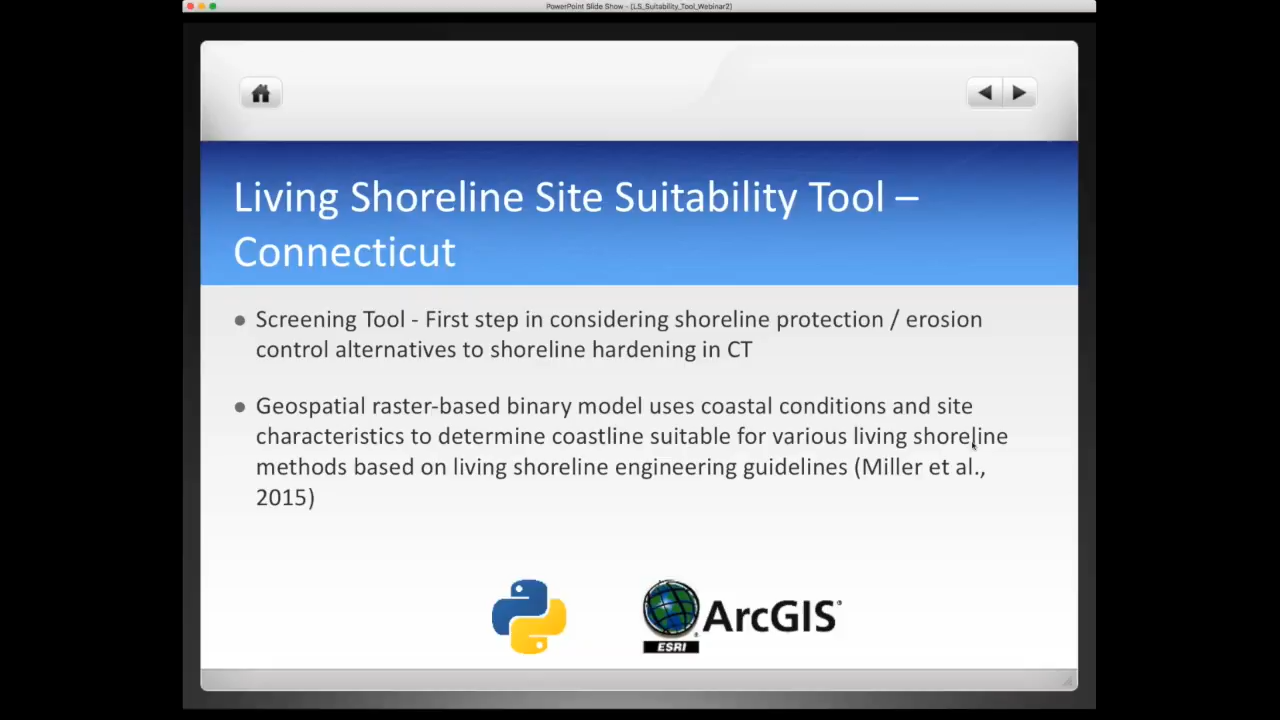 PowerPoint Slide Show - [LS_Suitability_Tool_Webinar2]
Living Shoreline Site Suitability Tool –
Connecticut
● Screening Tool - First step in considering shoreline protection / erosion
control alternatives to shoreline hardening in CT
● Geospatial raster-based binary model uses coastal conditions and site
characteristics to determine coastline suitable for various living shoreline
methods based on living shoreline engineering guidelines (Miller et al.,
2015)
ESRI ArcGIS®